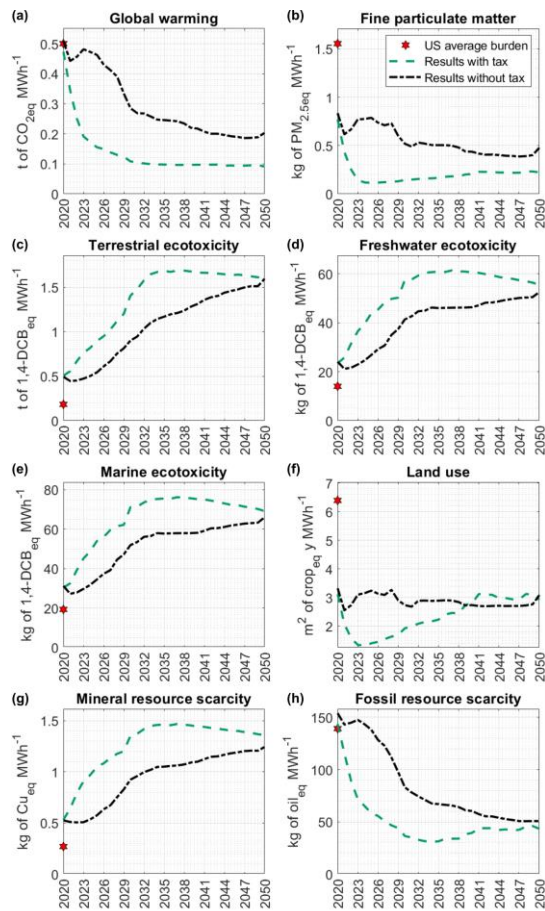 (a) Global warming
t of CO2eq MWh-1
0.5
0.4
0.3
0.2
0.1
0
2020 2023 2026 2029 2032 2035 2038 2041 2044 2047 2050
(b) Fine particulate matter
US average burden
Results with tax
Results without tax
kg of PM2.5eq MWh-1
1.5
1
0.5
0
2020 2023 2026 2029 2032 2035 2038 2041 2044 2047 2050
(c) Terrestrial ecotoxicity
t of 1,4-DCBeq MWh-1
1.5
1
0.5
0
2020 2023 2026 2029 2032 2035 2038 2041 2044 2047 2050
(d) Freshwater ecotoxicity
kg of 1,4-DCBeq MWh-1
60
40
20
0
2020 2023 2026 2029 2032 2035 2038 2041 2044 2047 2050
(e) Marine ecotoxicity
kg of 1,4-DCBeq MWh-1
80
60
40
20
0
2020 2023 2026 2029 2032 2035 2038 2041 2044 2047 2050
(f) Land use
m2 of cropeq y MWh-1
7
6
5
4
3
2
2020 2023 2026 2029 2032 2035 2038 2041 2044 2047 2050
(g) Mineral resource scarcity
kg of Cueq MWh-1
1.5
1
0.5
0
2020 2023 2026 2029 2032 2035 2038 2041 2044 2047 2050
(h) Fossil resource scarcity
kg of oileq MWh-1
150
100
50
0
2020 2023 2026 2029 2032 2035 2038 2041 2044 2047 2050